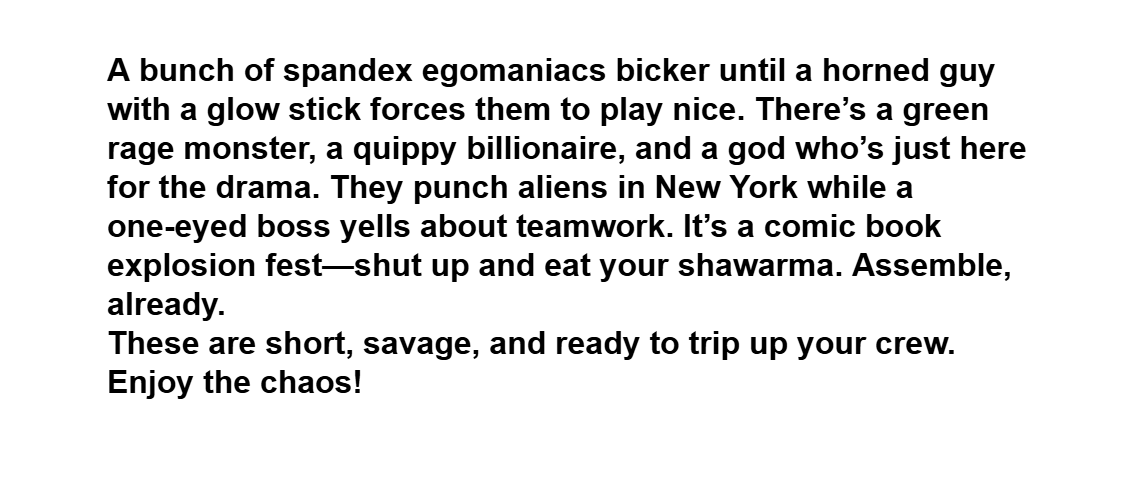 A bunch of spandex egomaniacs bicker until a horned guy
with a glow stick forces them to play nice. There’s a green
rage monster, a quippy billionaire, and a god who’s just here
for the drama. They punch aliens in New York while a
one-eyed boss yells about teamwork. It’s a comic book
explosion fest—shut up and eat your shawarma. Assemble,
already.
These are short, savage, and ready to trip up your crew.
Enjoy the chaos!